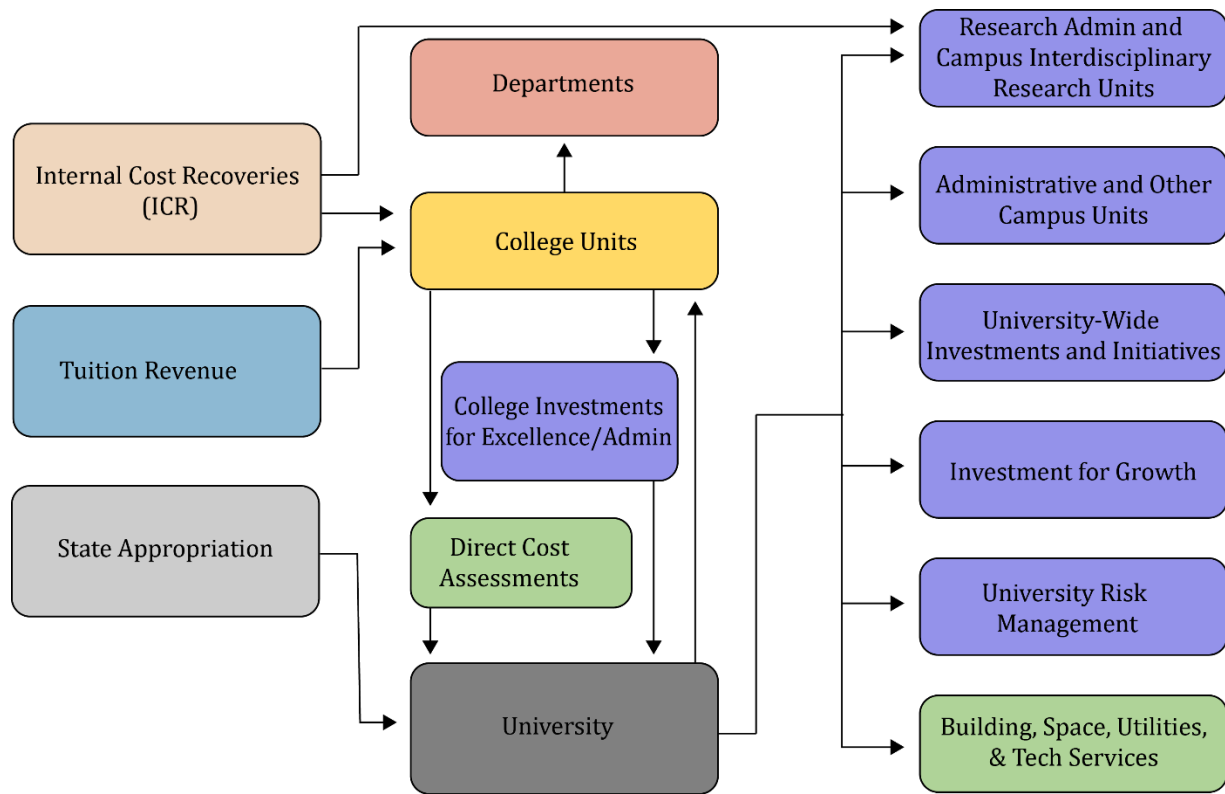 Research Admin and
Campus Interdisciplinary
Research Units
Departments
Internal Cost Recoveries
(ICR)
Administrative and Other
Campus Units
College Units
University-Wide
Investments and Initiatives
Tuition Revenue
College Investments
for Excellence/Admin
Investment for Growth
State Appropriation
Direct Cost
Assessments
University Risk
Management
University
Building, Space, Utilities,
& Tech Services